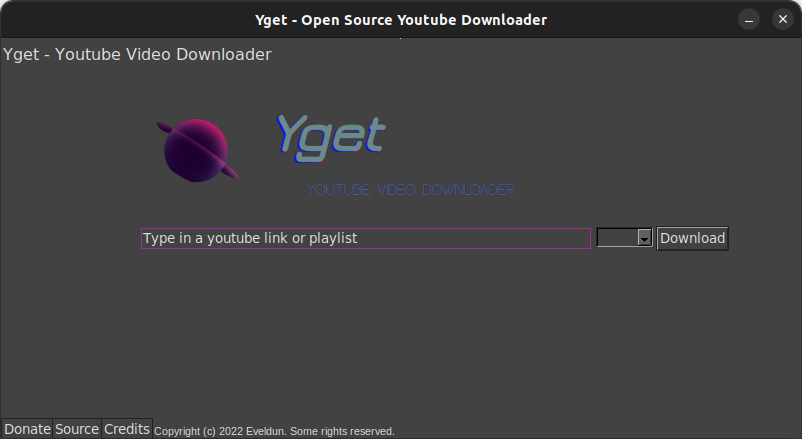 Yget - Open Source Youtube Downloader
Yget - Youtube Video Downloader
Yget
YOUTUBE VIDEO DOWNLOADER
Type in a youtube link or playlist
Download
Donate Source Credits Copyright (c) 2022 Eveldun. Some rights reserved.